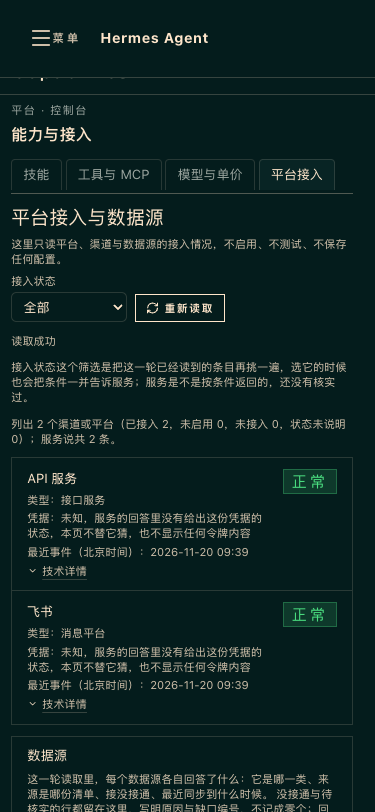 菜单
Hermes Agent
平台 · 控制台
能力与接入
技能
工具与 MCP
模型与单价
平台接入
平台接入与数据源
这里只读平台、渠道与数据源的接入情况，不启用、不测试、不保存
任何配置。
接入状态
全部
重新读取
读取成功
接入状态这个筛选是把这一轮已经读到的条目再挑一遍，选它的时候
也会把条件一并告诉服务；服务是不是按条件返回的，还没有核实
过。
列出 2 个渠道或平台（已接入 2，未启用 0，未接入 0，状态未说明
0）；服务说共 2 条。
API 服务
正常
类型：接口服务
凭据：未知，服务的回答里没有给出这份凭据的
状态，本页不替它猜，也不显示任何令牌内容
最近事件（北京时间）：2026-11-20 09:39
技术详情
飞书
正常
类型：消息平台
凭据：未知，服务的回答里没有给出这份凭据的
状态，本页不替它猜，也不显示任何令牌内容
最近事件（北京时间）：2026-11-20 09:39
技术详情
数据源
这一轮读取里，每个数据源各自回答了什么：它是哪一类、来
源是哪份清单、接没接通、最近同步到什么时候。没接通与待
核实的行都留在这里，写明原因与缺口编号，不记成零个；回